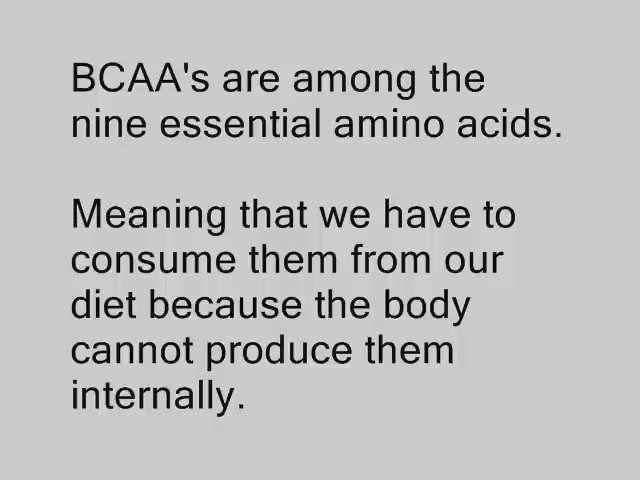 BCAA's are among the
nine essential amino acids.
Meaning that we have to
consume them from our
diet because the body
cannot produce them
internally.